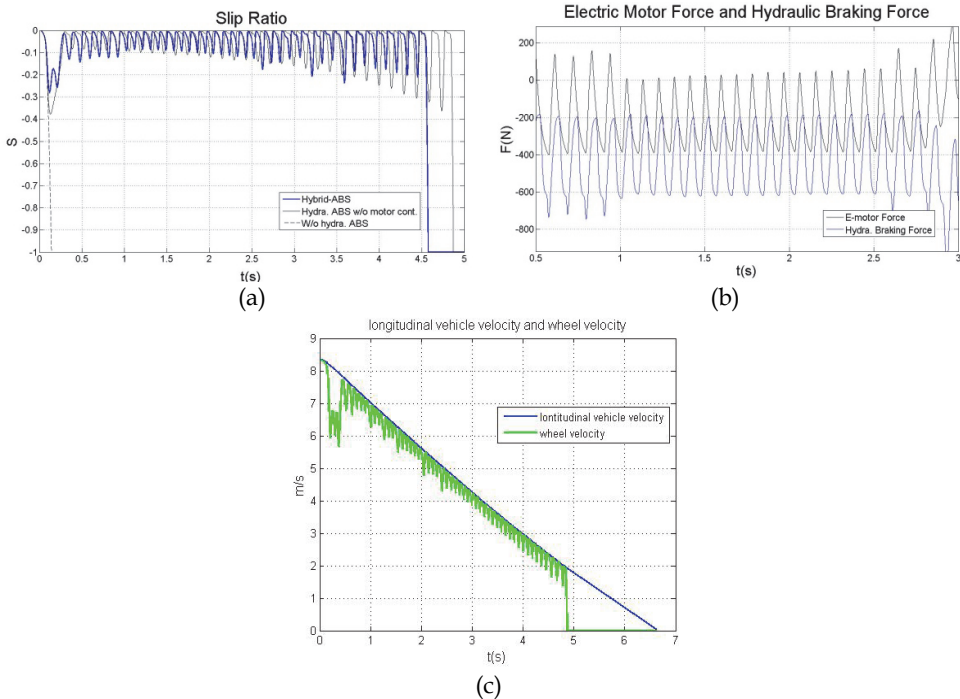 Slip Ratio
0
-0.1
-0.2
-0.3
-0.4
-0.5
-0.6
-0.7
-0.8
-0.9
-1
S
Hybrid-ABS
Hydra. ABS w/o motor cont.
W/o hydra. ABS
0 0.5 1 1.5 2 2.5 3 3.5 4 4.5 5
t(s)
(a)
Electric Motor Force and Hydraulic Braking Force
200
0
-200
-400
-600
-800
F(N)
E-motor Force
Hydra. Braking Force
0.5 1 1.5 2 2.5 3
t(s)
(b)
longitudinal vehicle velocity and wheel velocity
9
8
7
6
5
4
3
2
1
0
m/s
lontitudinal vehicle velocity
wheel velocity
0 1 2 3 4 5 6 7
t(s)
(c)